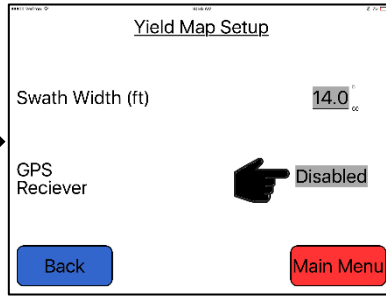 Yield Map Setup
Swath Width (ft)
14.0
GPS
Reciever
Disabled
Back
Main Menu